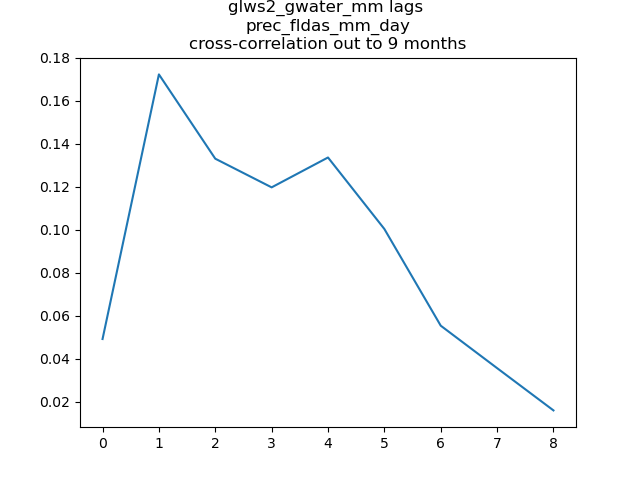 glws2_gwater_mm lags
prec_fldas_mm_day
cross-correlation out to 9 months
0.18
0.16
0.14
0.12
0.10
0.08
0.06
0.04
0.02
0 1 2 3 4 5 6 7 8